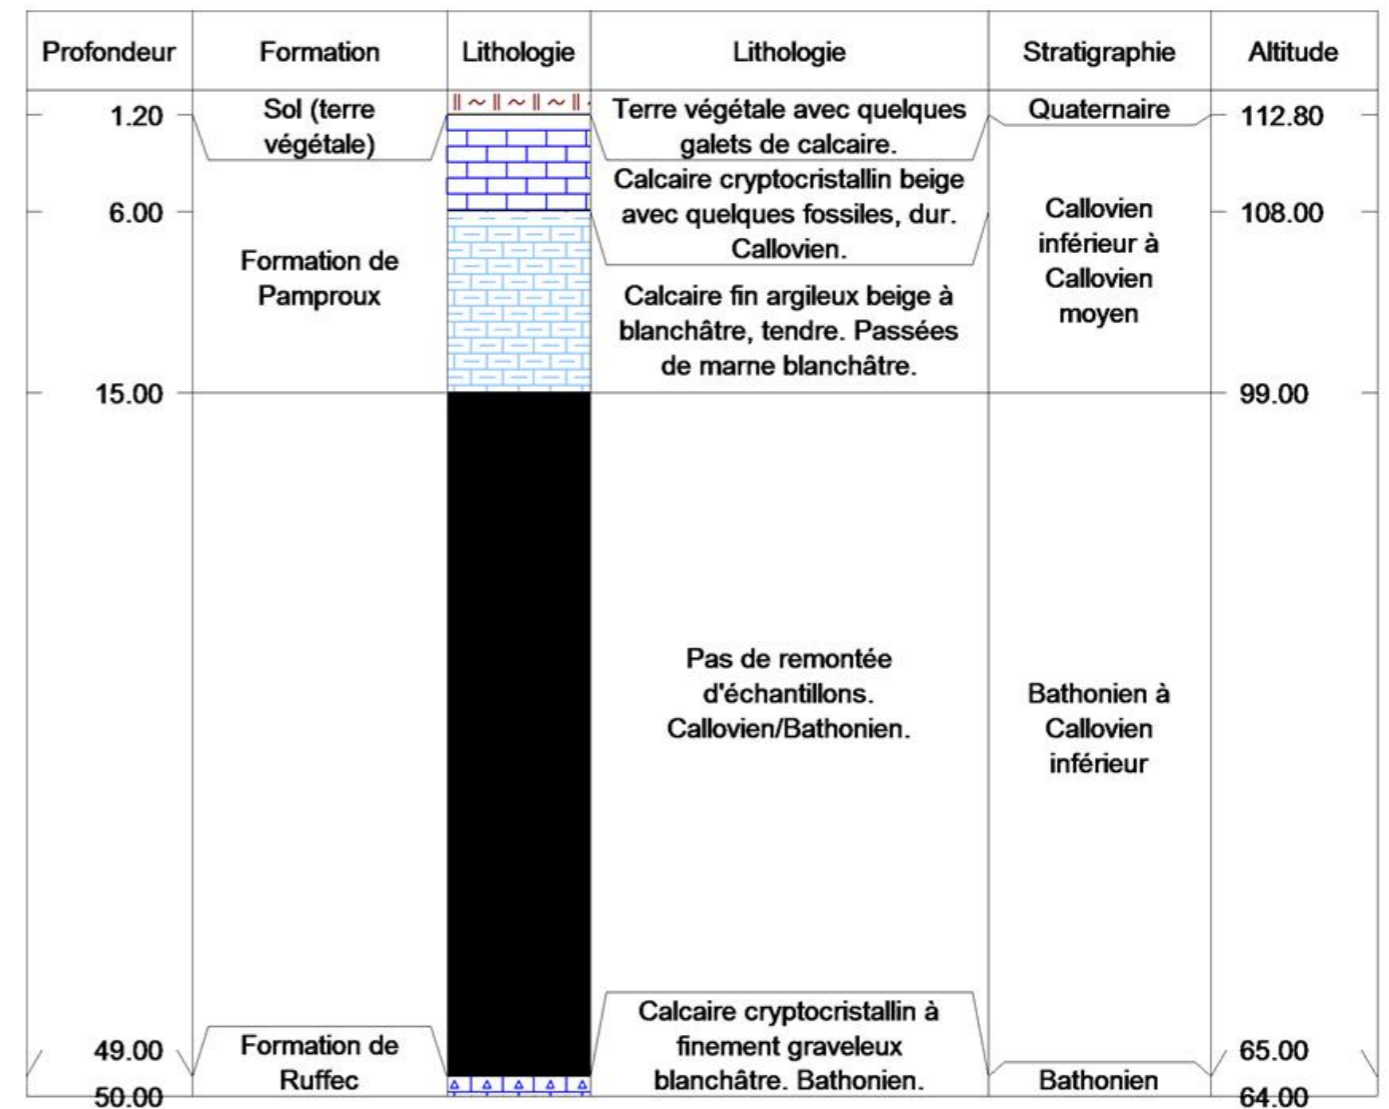 Profondeur
Formation
Lithologie
Lithologie
Stratigraphie
Altitude
1.20
Sol (terre
végétale)
Terre végétale avec quelques
galets de calcaire.
Quaternaire
112.80
Calcaire cryptocristallin beige
avec quelques fossiles, dur.
Callovien.
6.00
108.00
Formation de
Pamproux
Calcaire fin argileux beige à
blanchâtre, tendre. Passées
de marne blanchâtre.
Callovien
inférieur à
Callovien
moyen
15.00
99.00
Pas de remontée
d'échantillons.
Callovien/Bathonien.
Bathonien à
Callovien
inférieur
49.00
65.00
Formation de
Ruffec
Calcaire cryptocristallin à
finement graveleux
blanchâtre. Bathonien.
Bathonien
50.00
64.00